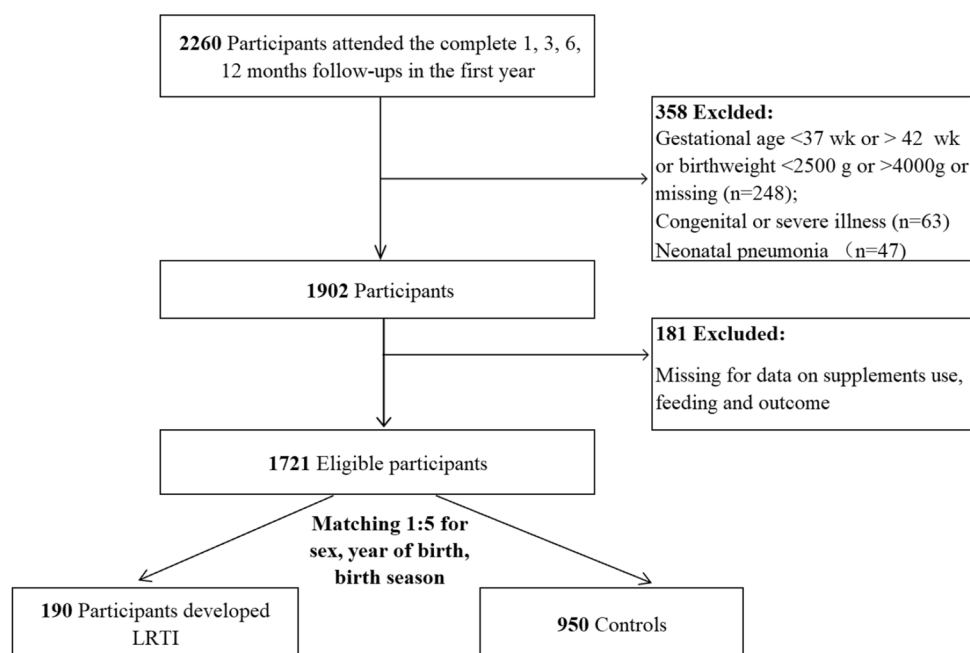 2260 Participants attended the complete 1, 3, 6,
12 months follow-ups in the first year
358 Exclded:
Gestational age <37 wk or > 42 wk
or birthweight <2500 g or >4000g or
missing (n=248);
Congenital or severe illness (n=63)
Neonatal pneumonia （n=47)
1902 Participants
181 Excluded:
Missing for data on supplements use,
feeding and outcome
1721 Eligible participants
Matching 1:5 for
sex, year of birth,
birth season
190 Participants developed
LRTI
950 Controls